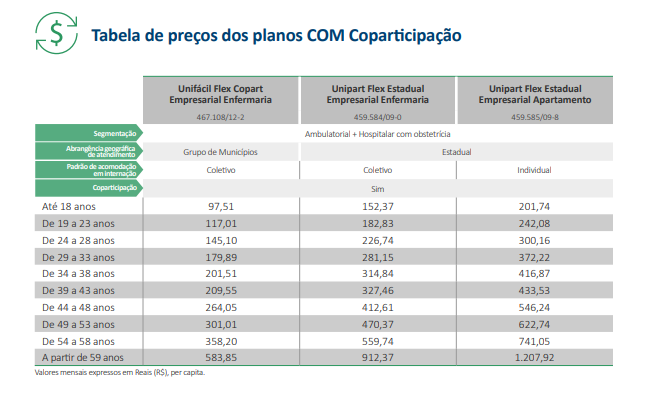 $
Tabela de preços dos planos COM Coparticipação
Unifácil Flex Copart Empresarial Enfermaria
467.108/12-2
Unipart Flex Estadual Empresarial Enfermaria
459.584/09-0
Unipart Flex Estadual Empresarial Apartamento
459.585/09-8
Segmentação Ambulatorial + Hospitalar com obstetrícia
Abrangência geográfica de atendimento Grupo de Municípios Estadual
Padrão de acomodação em internação Coletivo Coletivo Individual
Coparticipação Sim
Até 18 anos 97,51 152,37 201,74
De 19 a 23 anos 117,01 182,83 242,08
De 24 a 28 anos 145,10 226,74 300,16
De 29 a 33 anos 179,89 281,15 372,22
De 34 a 38 anos 201,51 314,84 416,87
De 39 a 43 anos 209,55 327,46 433,53
De 44 a 48 anos 264,05 412,61 546,24
De 49 a 53 anos 301,01 470,37 622,74
De 54 a 58 anos 358,20 559,74 741,05
A partir de 59 anos 583,85 912,37 1.207,92
Valores mensais expressos em Reais (R$), per capita.